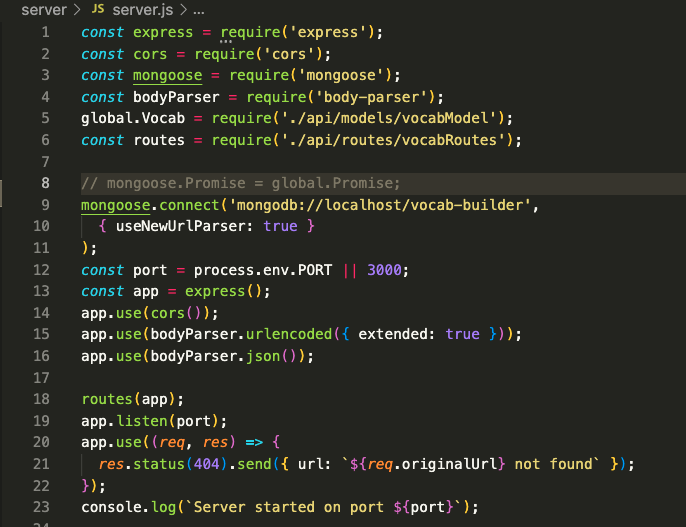 server > JS server.js > ...
1 const express = require('express');
2 const cors = require('cors');
3 const mongoose = require('mongoose');
4 const bodyParser = require('body-parser');
5 global.Vocab = require('./api/models/vocabModel');
6 const routes = require('./api/routes/vocabRoutes');
7
8 // mongoose.Promise = global.Promise;
9 mongoose.connect('mongodb://localhost/vocab-builder',
10   { useNewUrlParser: true }
11 );
12 const port = process.env.PORT || 3000;
13 const app = express();
14 app.use(cors());
15 app.use(bodyParser.urlencoded({ extended: true }));
16 app.use(bodyParser.json());
17
18 routes(app);
19 app.listen(port);
20 app.use((req, res) => {
21   res.status(404).send({ url: `${req.originalUrl} not found` });
22 });
23 console.log(`Server started on port ${port}`);